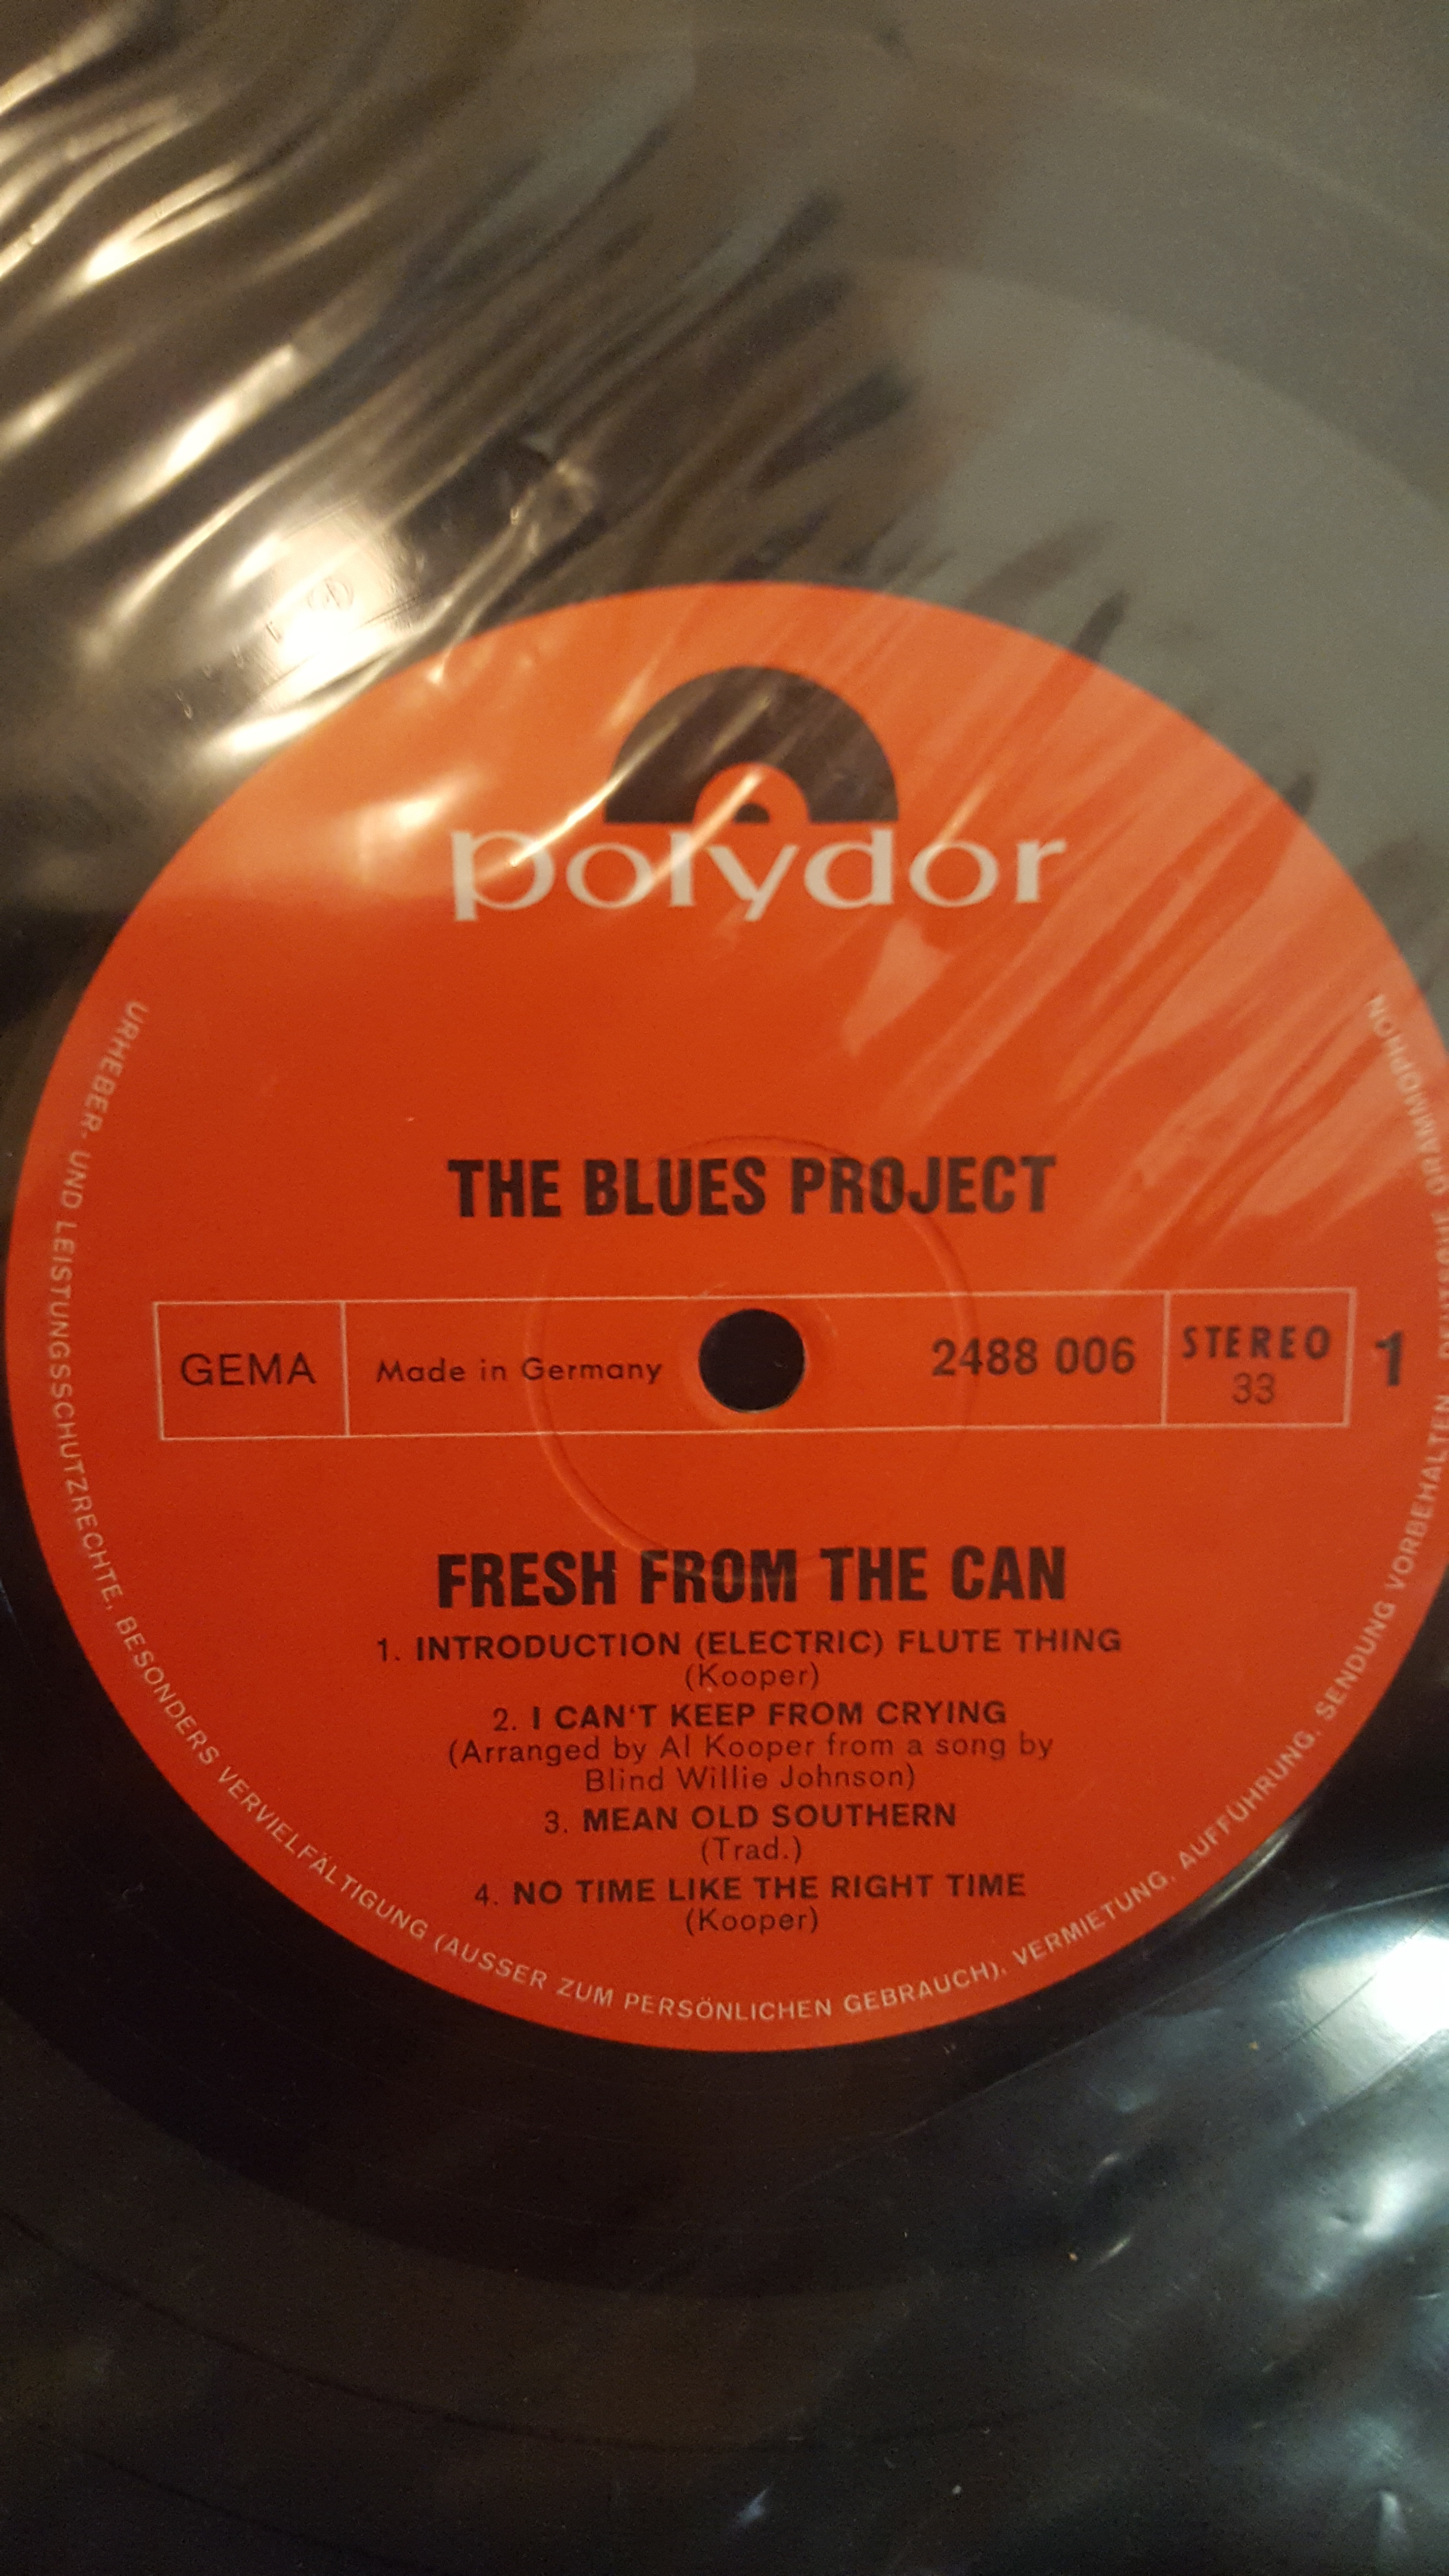 polydor
THE BLUES PROJECT
GEMA
Made in Germany
2488 006
STEREO
33
1
FRESH FROM THE CAN
1. INTRODUCTION (ELECTRIC) FLUTE THING
(Kooper)
2. I CAN'T KEEP FROM CRYING
(Arranged by Al Kooper from a song by
Blind Willie Johnson)
3. MEAN OLD SOUTHERN
(Trad.)
4. NO TIME LIKE THE RIGHT TIME
(Kooper)
URHEBER- UND LEISTUNGSSCHUTZRECHTE, BESONDERS VERVIELFÄLTIGUNG (AUSSER ZUM PERSÖNLICHEN GEBRAUCH), VERMIETUNG, AUFFÜHRUNG, SENDUNG VORBEHALTEN